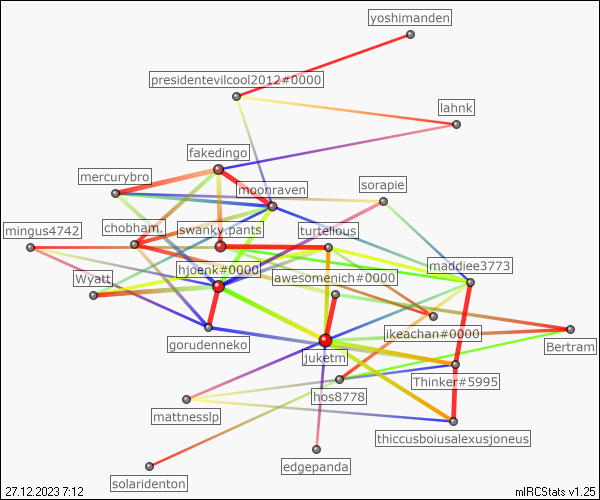 yoshimanden
presidentevilcool2012#0000
lahnk
fakedingo
mercurybro
moonraven
sorapie
chobham.
swanky.pants
turtellous
mingus4742
hjoenk#0000
awesomenich#0000
maddiee3773
Wyatt
ikeachan#0000
gorudenneko
juketm
Bertram
Thinker#5995
hos8778
mattnesslp
thiccusboiusalexusjoneus
edgepanda
solaridenton
27.12.2023 7:12
mIRCStats v1.25